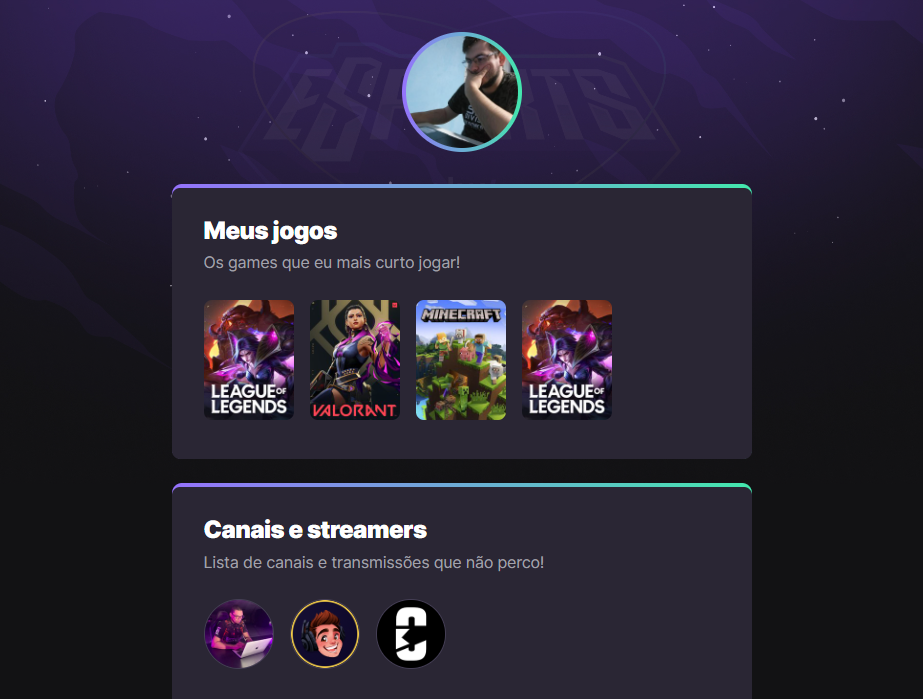 ESPORTS
Meus jogos
Os games que eu mais curto jogar!
LEAGUE OF
LEGENDS
VALORANT
MINECRAFT
LEAGUE OF
LEGENDS
Canais e streamers
Lista de canais e transmissões que não perco!